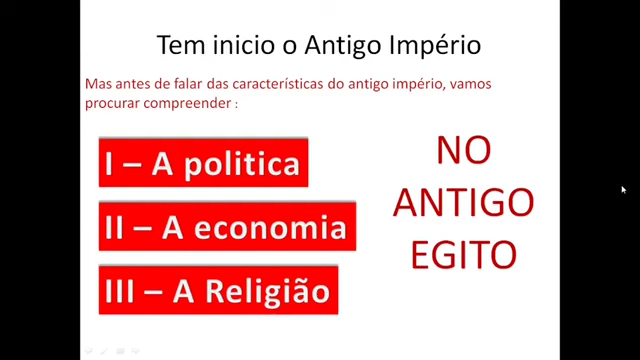 Tem inicio o Antigo Império
Mas antes de falar das características do antigo império, vamos
procurar compreender :
I – A politica
II – A economia
III – A Religião
NO
ANTIGO
EGITO